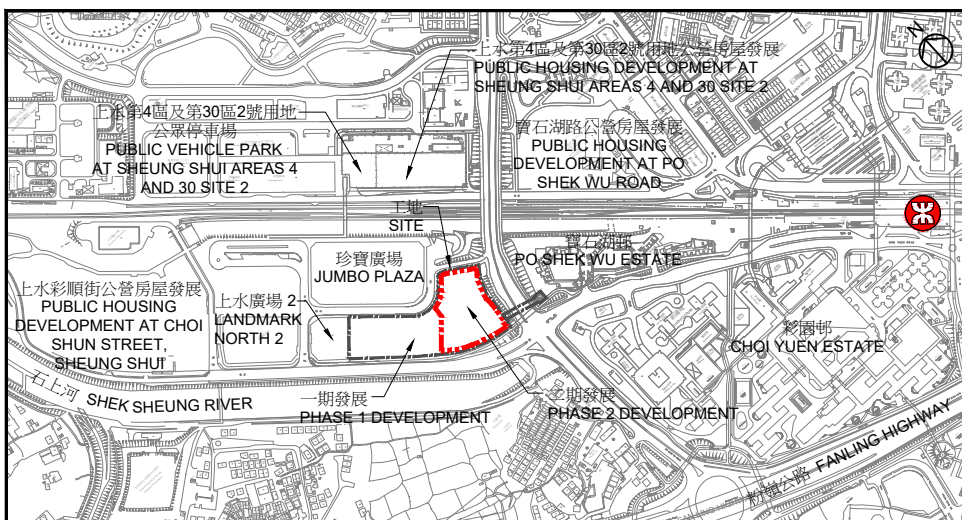 上水第4區及第30區2號用地公營房屋發展
PUBLIC HOUSING DEVELOPMENT AT
SHEUNG SHUI AREAS 4 AND 30 SITE 2
N
上水第4區及第30區2號用地
公眾停車場
PUBLIC VEHICLE PARK
AT SHEUNG SHUI AREAS 4
AND 30 SITE 2
寶石湖路公營房屋發展
PUBLIC HOUSING
DEVELOPMENT AT PO
SHEK WU ROAD
工地
SITE
寶石湖邨
PO SHEK WU ESTATE
珍寶廣場
JUMBO PLAZA
上水彩順街公營房屋發展
PUBLIC HOUSING
DEVELOPMENT AT CHOI
SHUN STREET,
SHEUNG SHUI
上水廣場 2
LANDMARK
NORTH 2
彩園邨
CHOI YUEN ESTATE
石上河 SHEK SHEUNG RIVER
一期發展
PHASE 1 DEVELOPMENT
二期發展
PHASE 2 DEVELOPMENT
粉嶺公路 FANLING HIGHWAY